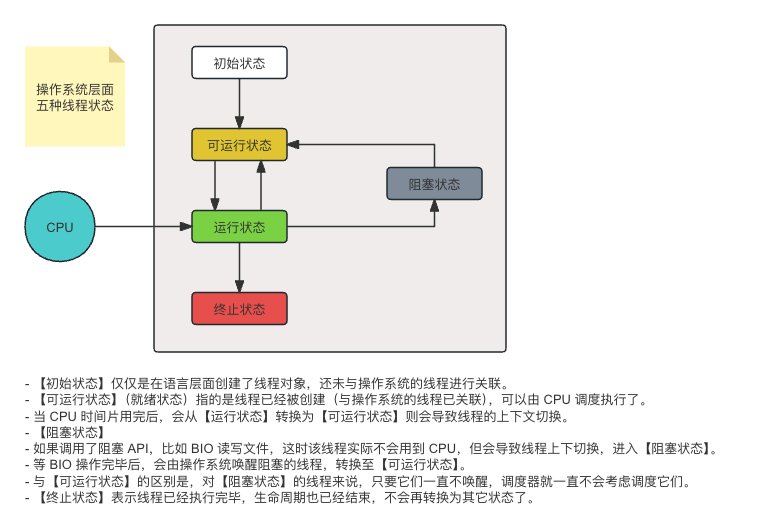 操作系统层面
五种线程状态
初始状态
可运行状态
阻塞状态
CPU
运行状态
终止状态
- 【初始状态】仅仅是在语言层面创建了线程对象，还未与操作系统的线程进行关联。
- 【可运行状态】（就绪状态）指的是线程已经被创建（与操作系统的线程已关联），可以由 CPU 调度执行了。
- 当 CPU 时间片用完后，会从【运行状态】转换为【可运行状态】则会导致线程的上下文切换。
- 【阻塞状态】
- 如果调用了阻塞 API，比如 BIO 读写文件，这时该线程实际不会用到 CPU，但会导致线程上下切换，进入【阻塞状态】。
- 等 BIO 操作完毕后，会由操作系统唤醒阻塞的线程，转换至【可运行状态】。
- 与【可运行状态】的区别是，对【阻塞状态】的线程来说，只要它们一直不唤醒，调度器就一直不会考虑调度它们。
- 【终止状态】表示线程已经执行完毕，生命周期也已经结束，不会再转换为其它状态了。